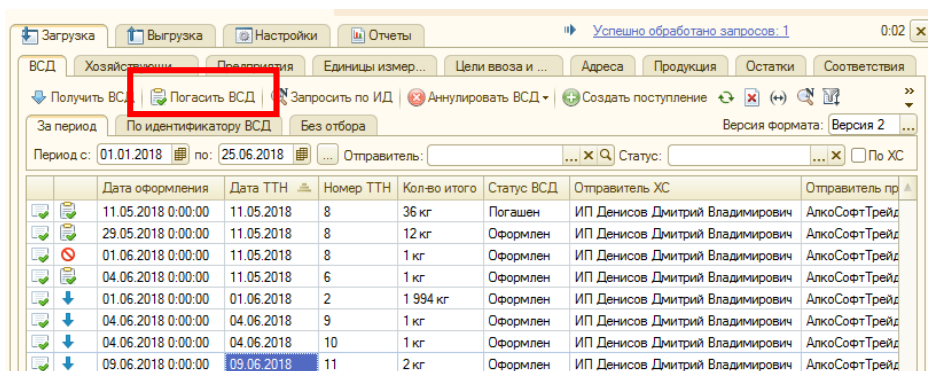 Загрузка Выгрузка Настройки Отчеты Успешно обработано запросов: 1 0:02
ВСД Хозяйствующи... Предприятия Единицы измер... Цели ввоза и ... Адреса Продукция Остатки Соответствия
Получить ВСД Погасить ВСД Запросить по ИД Аннулировать ВСД Создать поступление
За период По идентификатору ВСД Без отбора Версия формата: Версия 2 ...
Период с: 01.01.2018 по: 25.06.2018 ... Отправитель: ... Статус: ... По ХС
Дата оформления Дата ТТН Номер ТТН Кол-во итого Статус ВСД Отправитель ХС Отправитель пр
11.05.2018 0:00:00 11.05.2018 8 36 кг Погашен ИП Денисов Дмитрий Владимирович АлкоСофтТрейд
29.05.2018 0:00:00 11.05.2018 8 12 кг Оформлен ИП Денисов Дмитрий Владимирович АлкоСофтТрейд
01.06.2018 0:00:00 11.05.2018 8 1 кг Оформлен ИП Денисов Дмитрий Владимирович АлкоСофтТрейд
04.06.2018 0:00:00 11.05.2018 6 1 кг Оформлен ИП Денисов Дмитрий Владимирович АлкоСофтТрейд
01.06.2018 0:00:00 01.06.2018 2 1 994 кг Оформлен ИП Денисов Дмитрий Владимирович АлкоСофтТрейд
04.06.2018 0:00:00 04.06.2018 9 1 кг Оформлен ИП Денисов Дмитрий Владимирович АлкоСофтТрейд
04.06.2018 0:00:00 04.06.2018 10 1 кг Оформлен ИП Денисов Дмитрий Владимирович АлкоСофтТрейд
09.06.2018 0:00:00 09.06.2018 11 2 кг Оформлен ИП Денисов Дмитрий Владимирович АлкоСофтТрейд